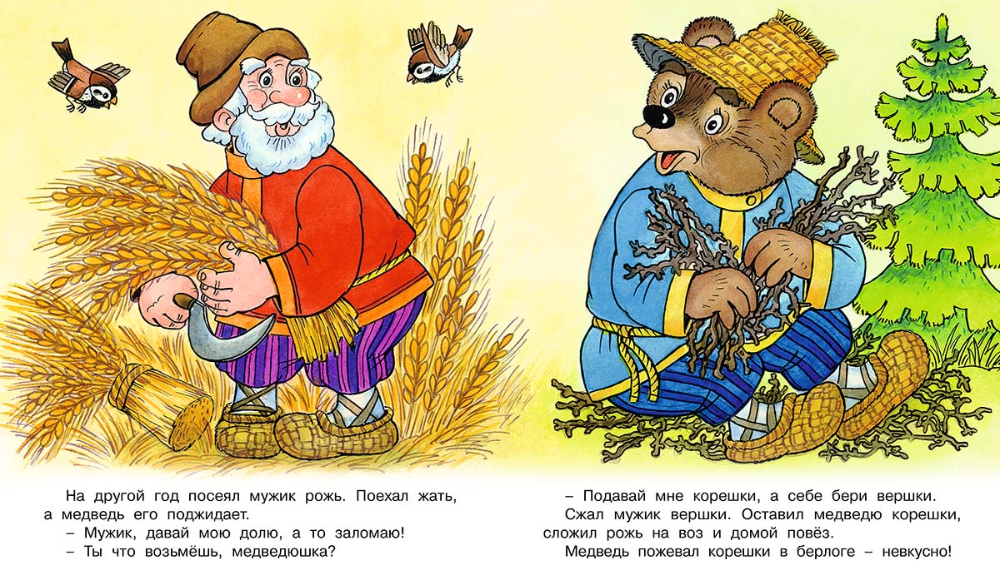 На другой год посеял мужик рожь. Поехал жать,
а медведь его поджидает.
– Мужик, давай мою долю, а то заломаю!
– Ты что возьмёшь, медведюшка?
– Подавай мне корешки, а себе бери вершки.
Сжал мужик вершки. Оставил медведю корешки,
сложил рожь на воз и домой повёз.
Медведь пожевал корешки в берлоге – невкусно!